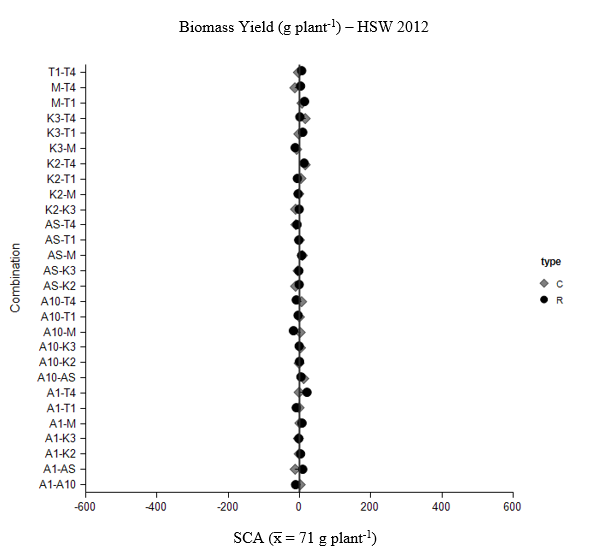 Biomass Yield (g plant⁻¹) – HSW 2012
T1-T4
M-T4
M-T1
K3-T4
K3-T1
K3-M
K2-T4
K2-T1
K2-M
K2-K3
AS-T4
AS-T1
AS-M
AS-K3
AS-K2
A10-T4
A10-T1
A10-M
A10-K3
A10-K2
A10-AS
A1-T4
A1-T1
A1-M
A1-K3
A1-K2
A1-AS
A1-A10
Combination
type
C
R
-600 -400 -200 0 200 400 600
SCA (x̅ = 71 g plant⁻¹)